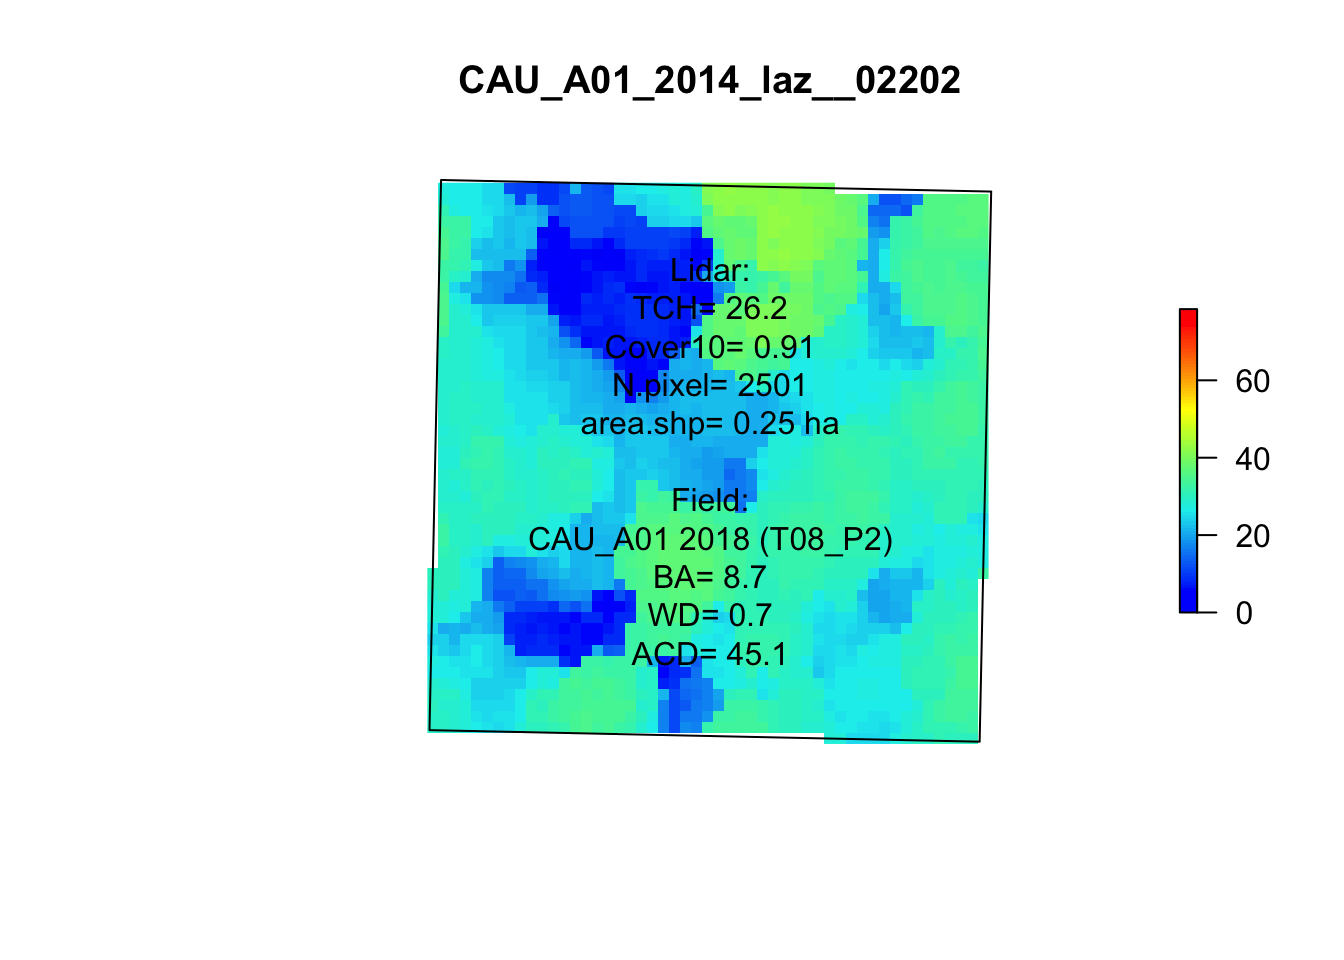 CAU_A01_2014_laz__02202
Lidar:
TCH= 26.2
Cover10= 0.91
N.pixel= 2501
area.shp= 0.25 ha
Field:
CAU_A01 2018 (T08_P2)
BA= 8.7
WD= 0.7
ACD= 45.1
60
40
20
0